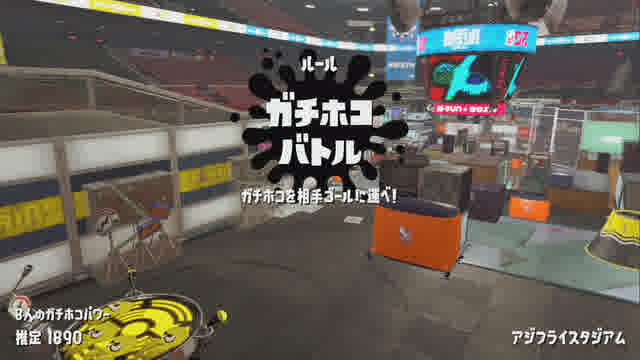 ルール
ガチホコ
バトル
ガチホコを相手ゴールに運べ!
8人のガチホコパワー
推定 1890
アジフライスタジアム